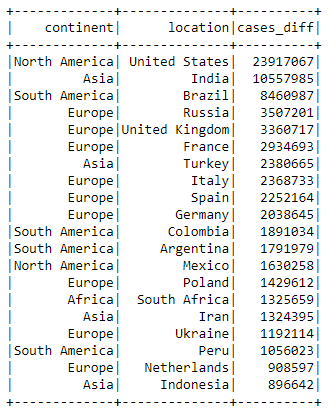 +-------------+--------------+----------+
|    continent|      location|cases_diff|
+-------------+--------------+----------+
|North America| United States|  23917067|
|         Asia|         India|  10557985|
|South America|        Brazil|   8460987|
|       Europe|        Russia|   3507201|
|       Europe|United Kingdom|   3360717|
|       Europe|        France|   2934693|
|         Asia|        Turkey|   2380665|
|       Europe|         Italy|   2368733|
|       Europe|         Spain|   2252164|
|       Europe|       Germany|   2038645|
|South America|      Colombia|   1891034|
|South America|     Argentina|   1791979|
|North America|        Mexico|   1630258|
|       Europe|        Poland|   1429612|
|       Africa|  South Africa|   1325659|
|         Asia|          Iran|   1324395|
|       Europe|       Ukraine|   1192114|
|South America|          Peru|   1056023|
|       Europe|   Netherlands|    908597|
|         Asia|     Indonesia|    896642|
+-------------+--------------+----------+